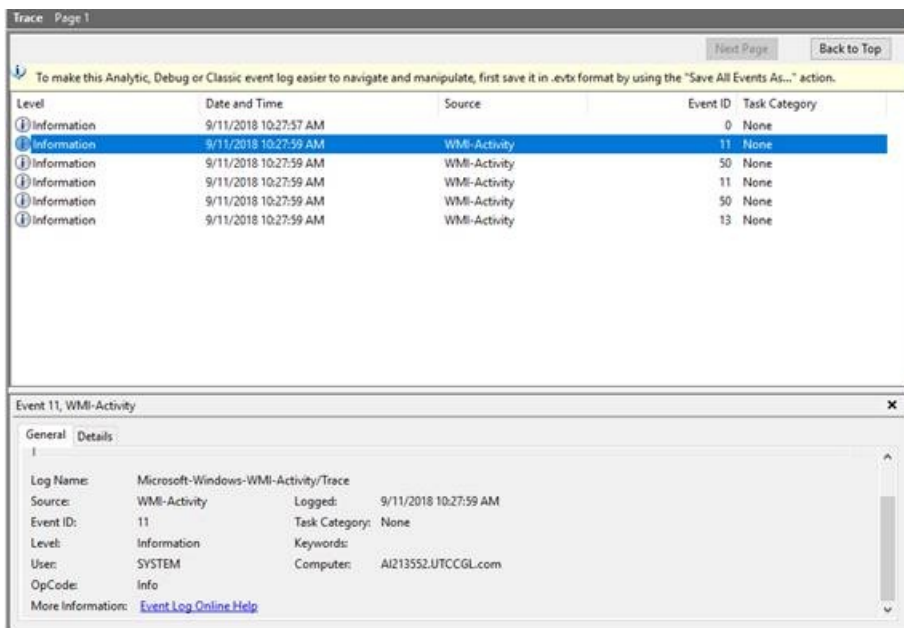 Trace Page 1
Next Page Back to Top
To make this Analytic, Debug or Classic event log easier to navigate and manipulate, first save it in .evtx format by using the "Save All Events As..." action.
Level Date and Time Source Event ID Task Category
Information 9/11/2018 10:27:57 AM 0 None
Information 9/11/2018 10:27:59 AM WMI-Activity 11 None
Information 9/11/2018 10:27:59 AM WMI-Activity 50 None
Information 9/11/2018 10:27:59 AM WMI-Activity 11 None
Information 9/11/2018 10:27:59 AM WMI-Activity 50 None
Information 9/11/2018 10:27:59 AM WMI-Activity 13 None
Event 11, WMI-Activity
General Details
Log Name: Microsoft-Windows-WMI-Activity/Trace
Source: WMI-Activity Logged: 9/11/2018 10:27:59 AM
Event ID: 11 Task Category: None
Level: Information Keywords:
User: SYSTEM Computer: AI213552.UTCCGL.com
OpCode: Info
More Information: Event Log Online Help